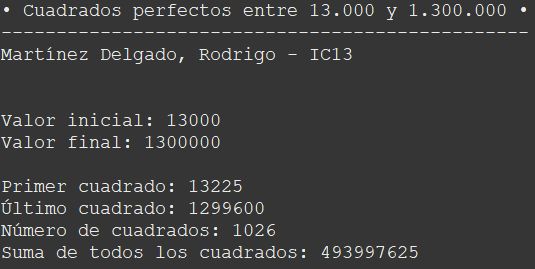 • Cuadrados perfectos entre 13.000 y 1.300.000 •
------------------------------------------------
Martínez Delgado, Rodrigo - IC13
Valor inicial: 13000
Valor final: 1300000
Primer cuadrado: 13225
Último cuadrado: 1299600
Número de cuadrados: 1026
Suma de todos los cuadrados: 493997625